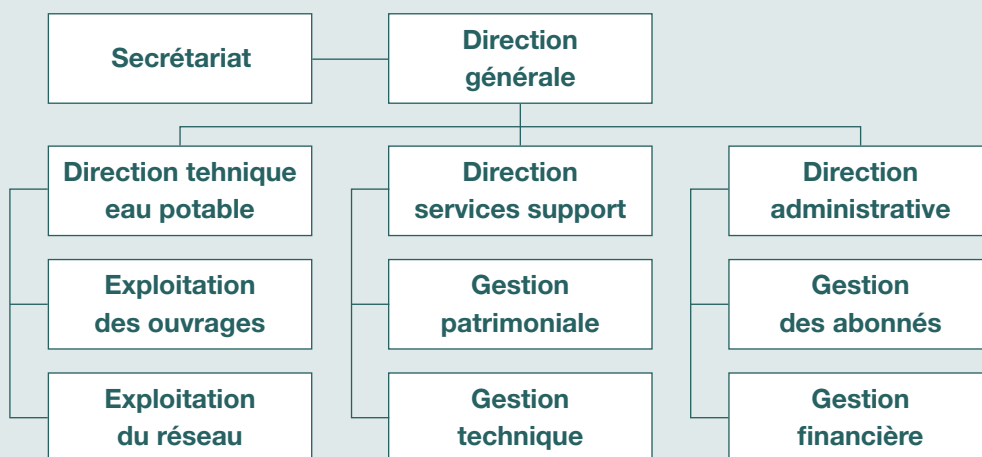 Secrétariat
Direction
générale
Direction tehnique
eau potable
Direction
services support
Direction
administrative
Exploitation
des ouvrages
Gestion
patrimoniale
Gestion
des abonnés
Exploitation
du réseau
Gestion
technique
Gestion
financière